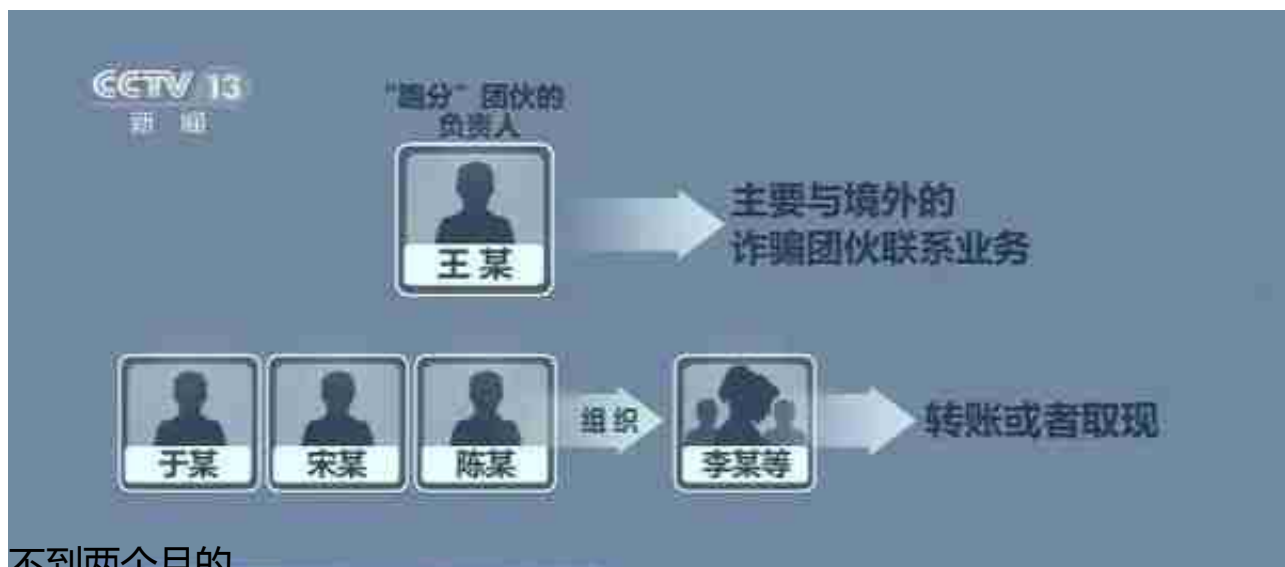 CCTV 13
新闻
“跑分”团伙的
负责人
王某
主要与境外的
诈骗团伙联系业务
于某
宋某
陈某
组织
李某等
转账或者取现
不到两个月的